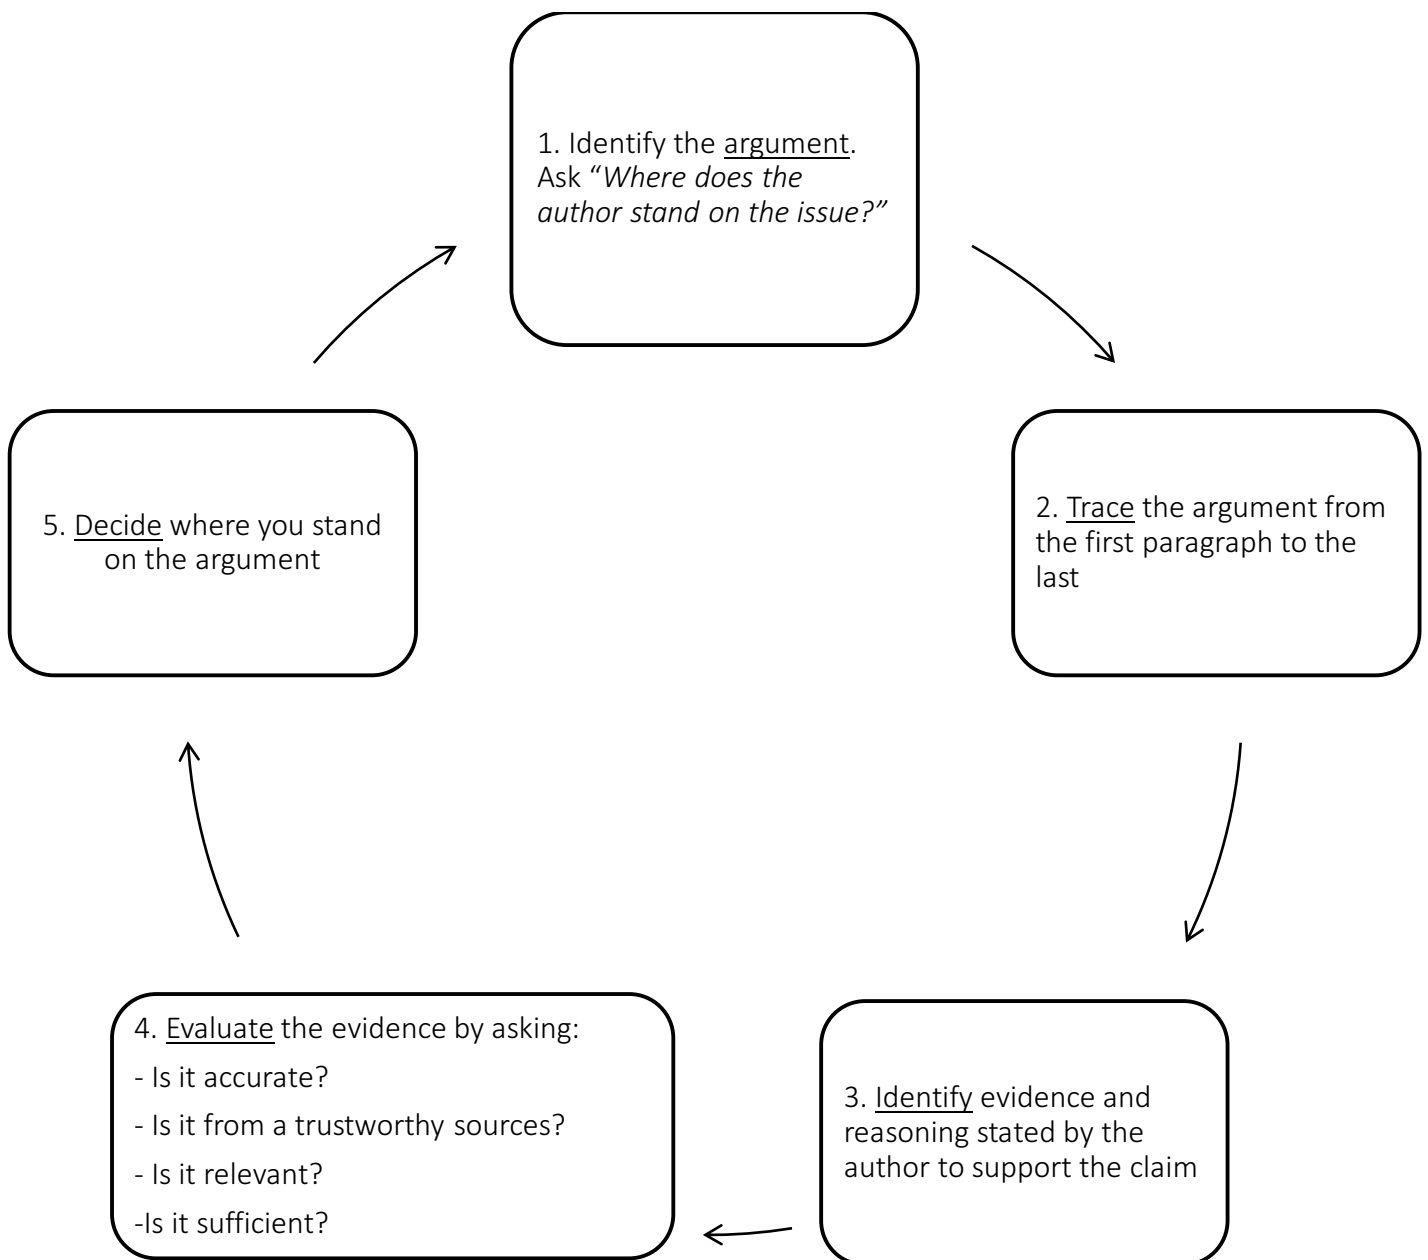 1. Identify the argument.
Ask “Where does the
author stand on the issue?”
2. Trace the argument from
the first paragraph to the
last
3. Identify evidence and
reasoning stated by the
author to support the claim
4. Evaluate the evidence by asking:
- Is it accurate?
- Is it from a trustworthy sources?
- Is it relevant?
-Is it sufficient?
5. Decide where you stand
on the argument